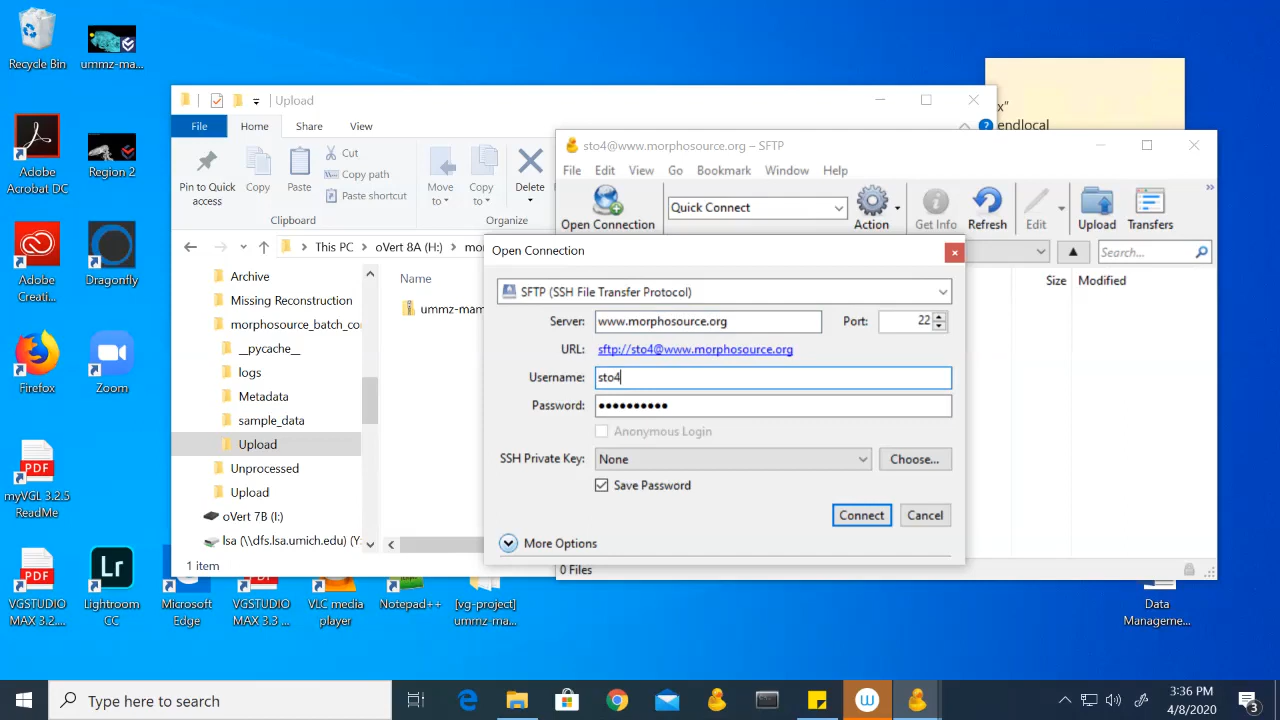 Recycle Bin
ummz-ma...
Adobe
Acrobat DC
Region 2
Adobe
Creati...
Dragonfly
Firefox
Zoom
myVGL 3.2.5
ReadMe
VGSTUDIO
MAX 3.2....
Lightroom
CC
Microsoft
Edge
VGSTUDIO
MAX 3.3 ...
VLC media
player
Notepad++
[vg-project]
ummz-ma...
Data
Manageme...
x"
endlocal
Upload
File
Home
Share
View
Pin to Quick
access
Copy
Paste
Cut
Copy path
Paste shortcut
Clipboard
Move
to
Copy
to
Delete
Organize
This PC
oVert 8A (H:)
mor
Archive
Missing Reconstruction
morphosource_batch_co
__pycache__
logs
Metadata
sample_data
Upload
Unprocessed
Upload
oVert 7B (I:)
lsa (\\dfs.lsa.umich.edu) (Y
Name
ummz-mam
1 item
sto4@www.morphosource.org – SFTP
File Edit View Go Bookmark Window Help
Open Connection
Quick Connect
Action
Get Info
Refresh
Edit
Upload
Transfers
Search...
Size
Modified
0 Files
Open Connection
SFTP (SSH File Transfer Protocol)
Server: www.morphosource.org Port: 22
URL: sftp://sto4@www.morphosource.org
Username: sto4
Password: ••••••••••
Anonymous Login
SSH Private Key: None Choose...
Save Password
Connect Cancel
More Options
Type here to search
3:36 PM
4/8/2020
3